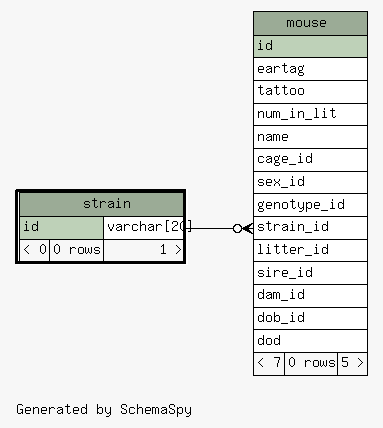 mouse
id
eartag
tattoo
num_in_lit
name
cage_id
sex_id
genotype_id
strain_id
litter_id
sire_id
dam_id
dob_id
dod
< 7 0 rows 5 >
strain
id varchar[20]
< 0 0 rows 1 >
Generated by SchemaSpy